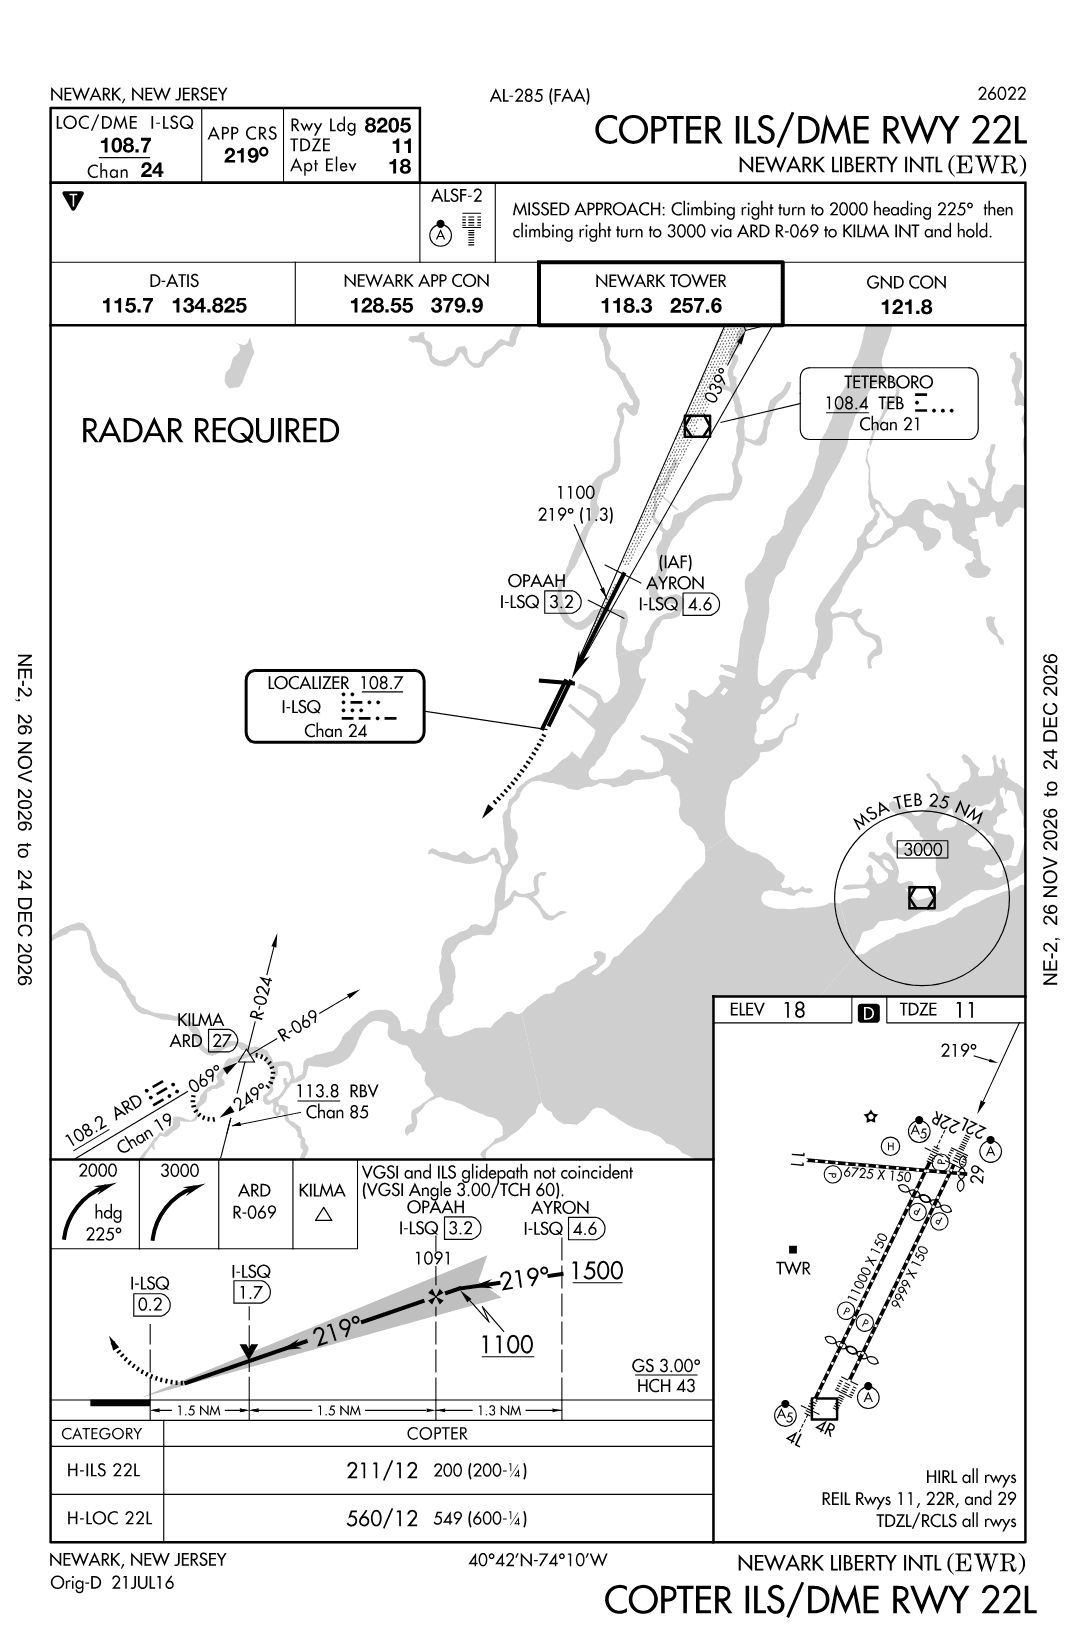 NEWARK, NEW JERSEY
AL-285 (FAA)
26022
COPTER ILS/DME RWY 22L
NEWARK LIBERTY INTL (EWR)
LOC/DME I-LSQ
108.7
Chan 24
APP CRS
219°
Rwy Ldg 8205
TDZE 11
Apt Elev 18
T
ALSF-2
A
MISSED APPROACH: Climbing right turn to 2000 heading 225° then
climbing right turn to 3000 via ARD R-069 to KILMA INT and hold.
D-ATIS
115.7 134.825
NEWARK APP CON
128.55 379.9
NEWARK TOWER
118.3 257.6
GND CON
121.8
RADAR REQUIRED
039°
TETERBORO
108.4 TEB
Chan 21
1100
219° (1.3)
OPAAH
I-LSQ 3.2
(IAF)
AYRON
I-LSQ 4.6
LOCALIZER 108.7
I-LSQ
Chan 24
MSA TEB 25 NM
3000
KILMA
ARD 27
R-024
R-069
069°
249°
108.2 ARD
Chan 19
113.8 RBV
Chan 85
NE-2, 26 NOV 2026 to 24 DEC 2026
NE-2, 26 NOV 2026 to 24 DEC 2026
ELEV 18
D
TDZE 11
219°
A5
22R
22L
A
H
11
P
6725 X 150
P
29
P
P
TWR
11000 X 150
9999 X 150
P
P
A5
A
4L
4R
HIRL all rwys
REIL Rwys 11, 22R, and 29
TDZL/RCLS all rwys
2000
hdg
225°
3000
ARD
R-069
KILMA
VGSI and ILS glidepath not coincident
(VGSI Angle 3.00/TCH 60).
OPAAH
I-LSQ 3.2
AYRON
I-LSQ 4.6
1091
I-LSQ
1.7
I-LSQ
0.2
219°
1500
219°
1100
GS 3.00°
HCH 43
1.5 NM
1.5 NM
1.3 NM
CATEGORY
COPTER
H-ILS 22L
211/12 200 (200-¼)
H-LOC 22L
560/12 549 (600-¼)
NEWARK, NEW JERSEY
Orig-D 21JUL16
40°42'N-74°10'W
NEWARK LIBERTY INTL (EWR)
COPTER ILS/DME RWY 22L